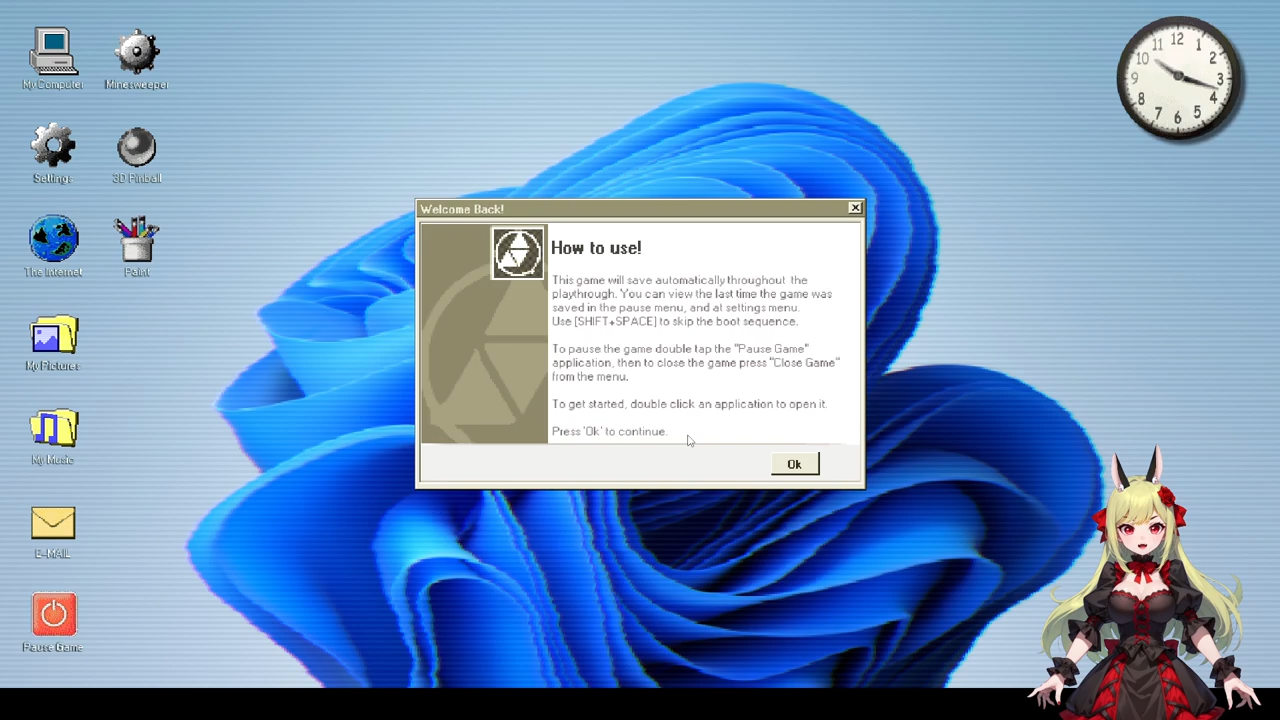 My Computer
Minesweeper
Settings
3D Pinball
The Internet
Paint
My Pictures
My Music
E-MAIL
Pause Game
Welcome Back!
How to use!
This game will save automatically throughout the
playthrough. You can view the last time the game was
saved in the pause menu, and at settings menu.
Use [SHIFT+SPACE] to skip the boot sequence.
To pause the game double tap the "Pause Game"
application, then to close the game press "Close Game"
from the menu.
To get started, double click an application to open it.
Press 'Ok' to continue.
Ok
12
1
2
3
4
5
6
7
8
9
10
11